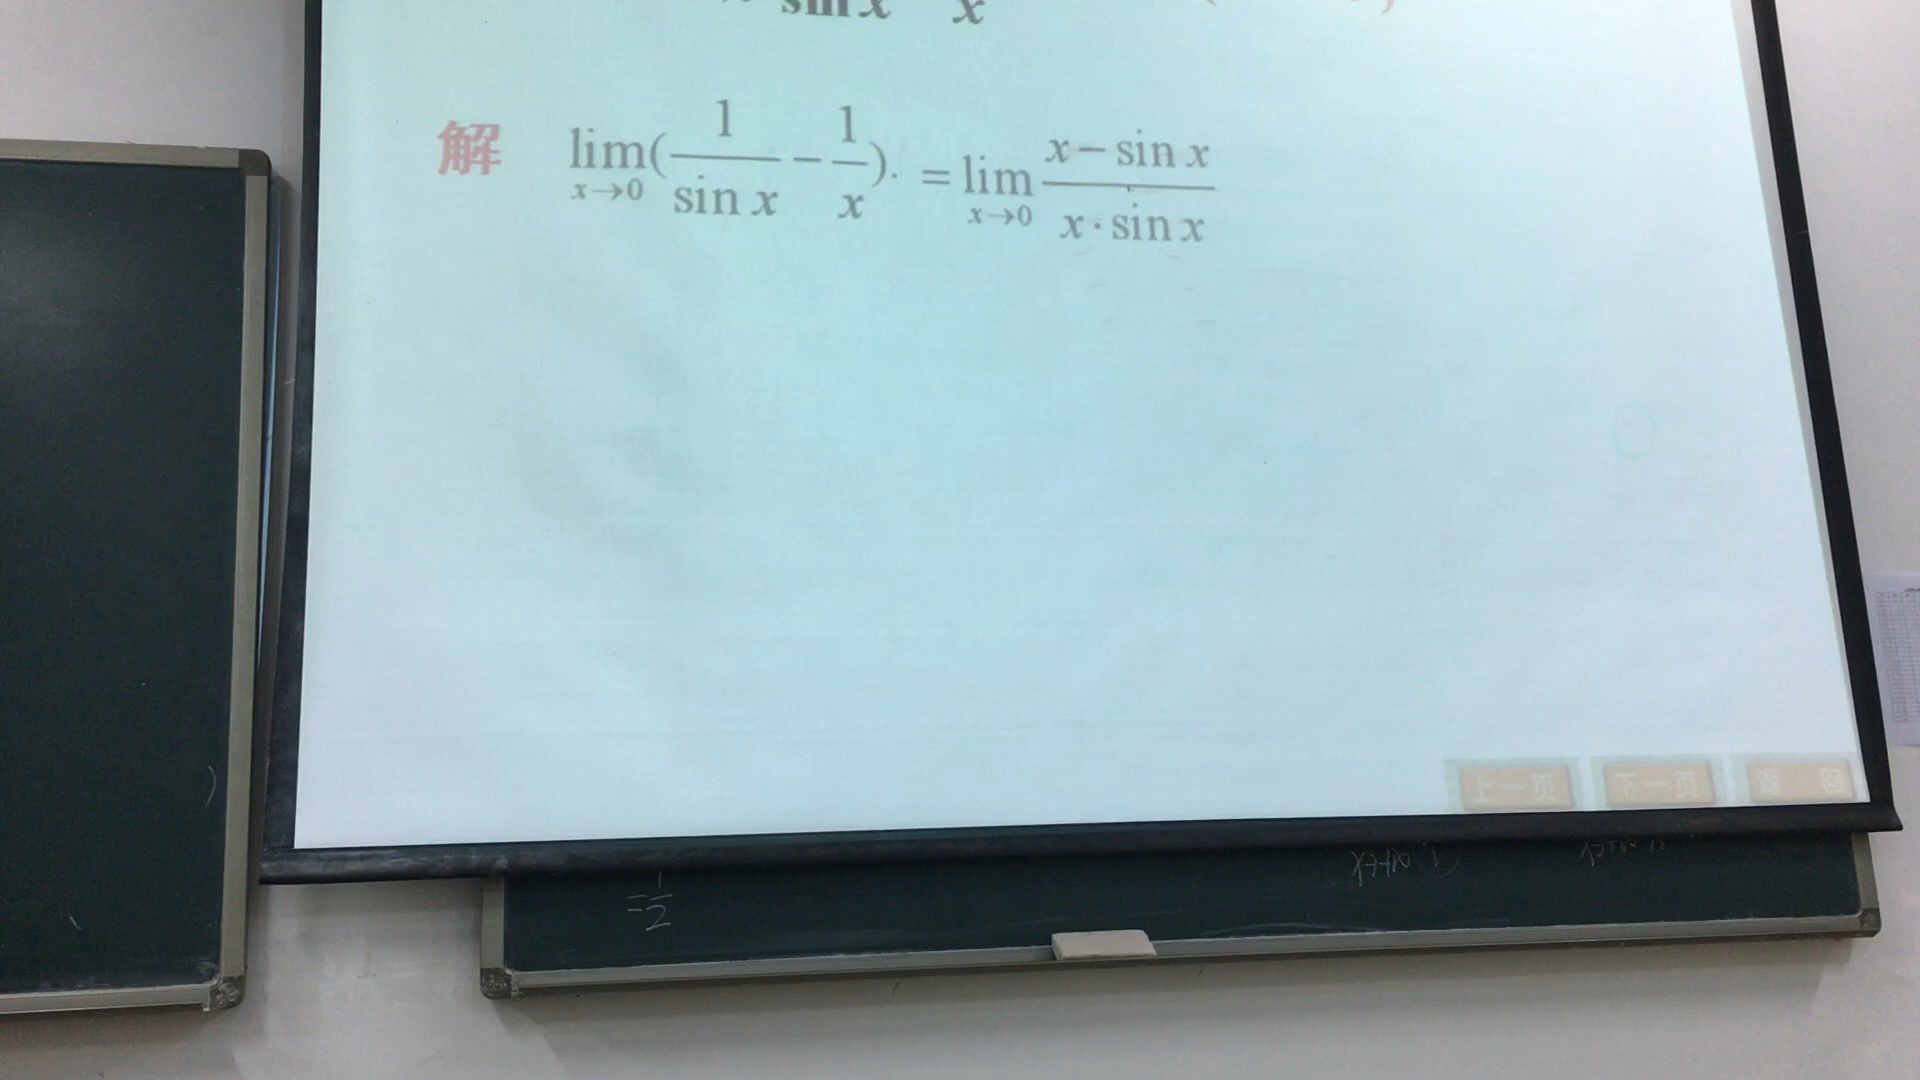 sin x x
解 lim(1/sin x − 1/x). = lim (x − sin x)/(x · sin x)
x→0 x→0
上一页 下一页 返 回
= 1/2